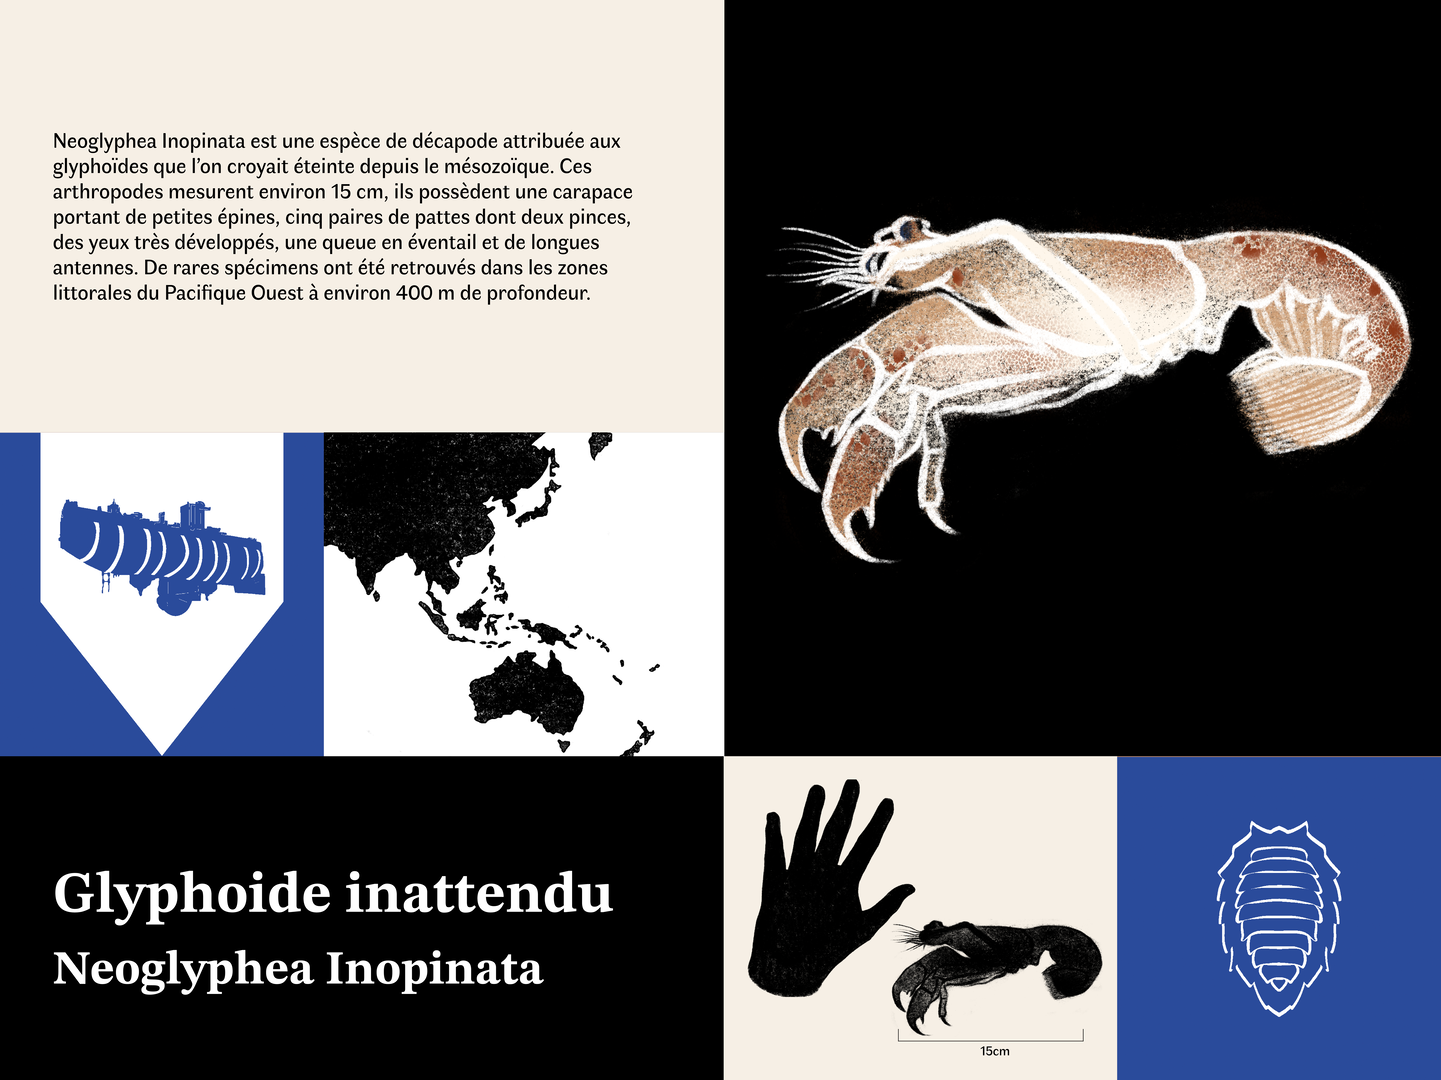 Neoglyphea Inopinata est une espèce de décapode attribuée aux
glyphoïdes que l’on croyait éteinte depuis le mésozoïque. Ces
arthropodes mesurent environ 15 cm, ils possèdent une carapace
portant de petites épines, cinq paires de pattes dont deux pinces,
des yeux très développés, une queue en éventail et de longues
antennes. De rares spécimens ont été retrouvés dans les zones
littorales du Pacifique Ouest à environ 400 m de profondeur.
Glyphoide inattendu
Neoglyphea Inopinata
15cm